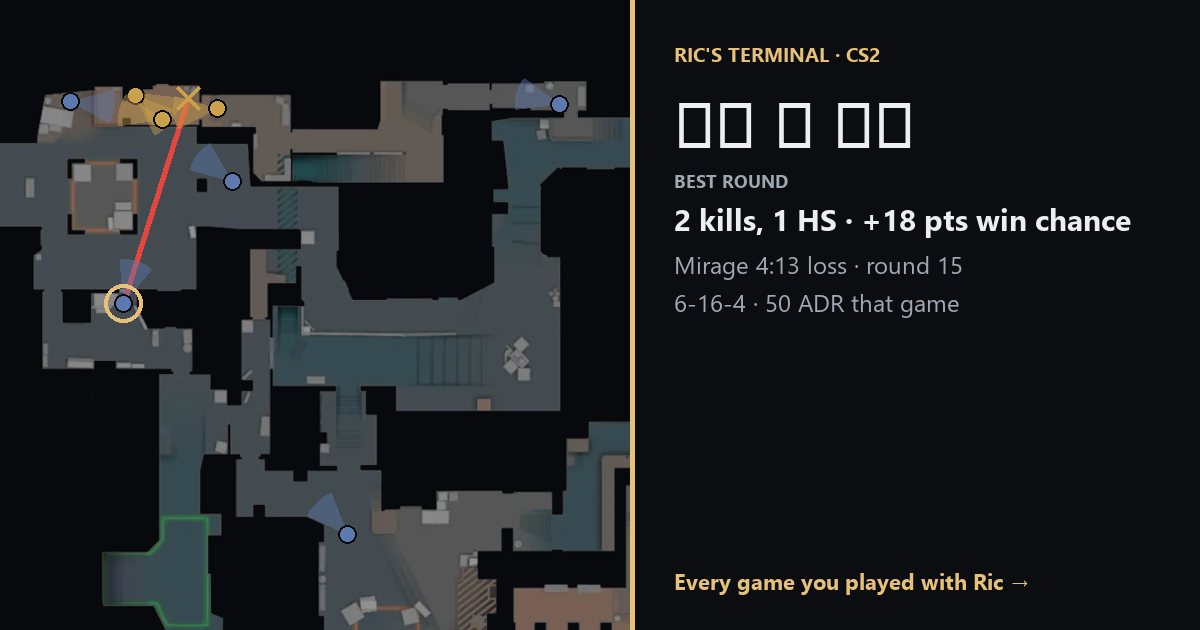 RIC'S TERMINAL · CS2
BEST ROUND
2 kills, 1 HS · +18 pts win chance
Mirage 4:13 loss · round 15
6-16-4 · 50 ADR that game
Every game you played with Ric →